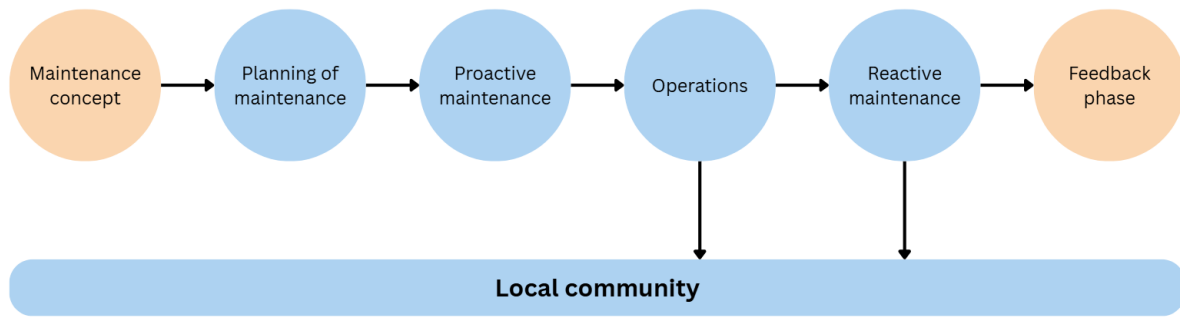 Maintenance
concept
Planning of
maintenance
Proactive
maintenance
Operations
Reactive
maintenance
Feedback
phase
Local community